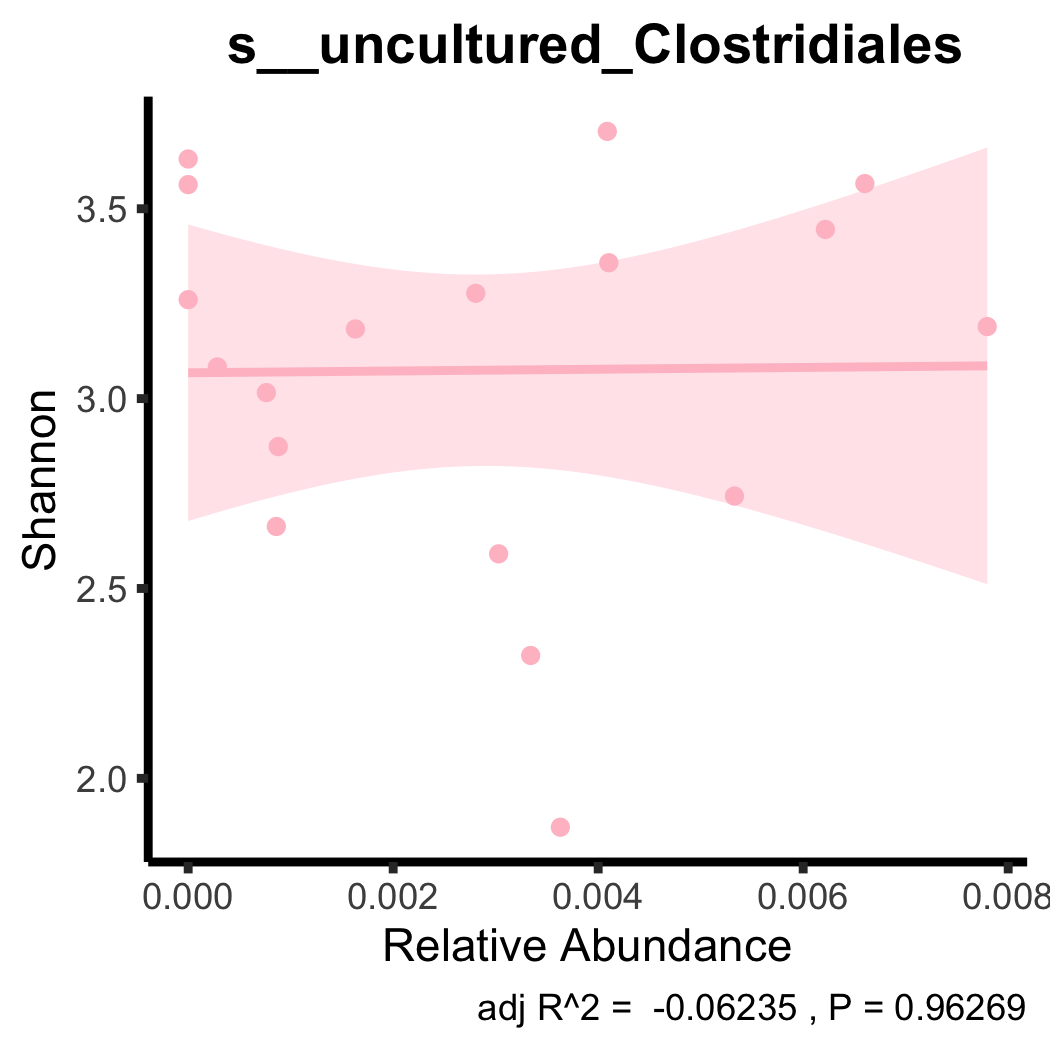 s__uncultured_Clostridiales
Shannon
3.5
3.0
2.5
2.0
0.000 0.002 0.004 0.006 0.008
Relative Abundance
adj R^2 =  -0.06235 , P = 0.96269